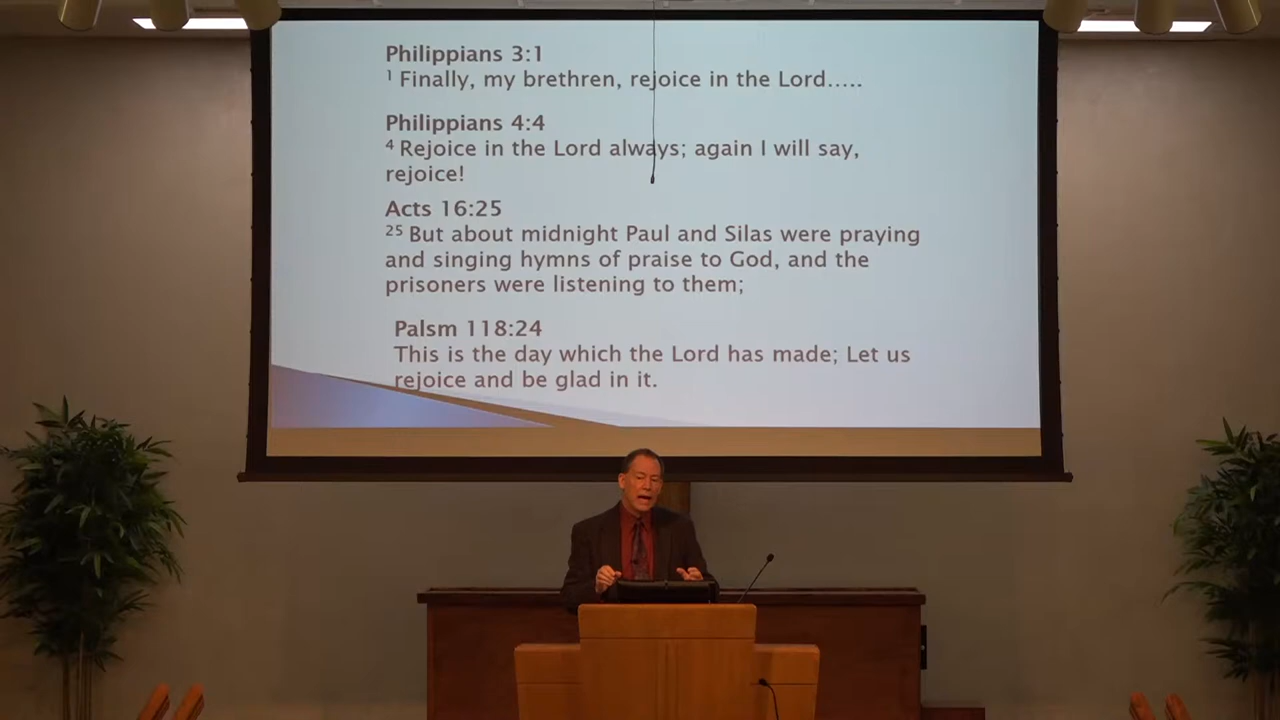 Philippians 3:1
1 Finally, my brethren, rejoice in the Lord.....
Philippians 4:4
4 Rejoice in the Lord always; again I will say,
rejoice!
Acts 16:25
25 But about midnight Paul and Silas were praying
and singing hymns of praise to God, and the
prisoners were listening to them;
Palsm 118:24
This is the day which the Lord has made; Let us
rejoice and be glad in it.